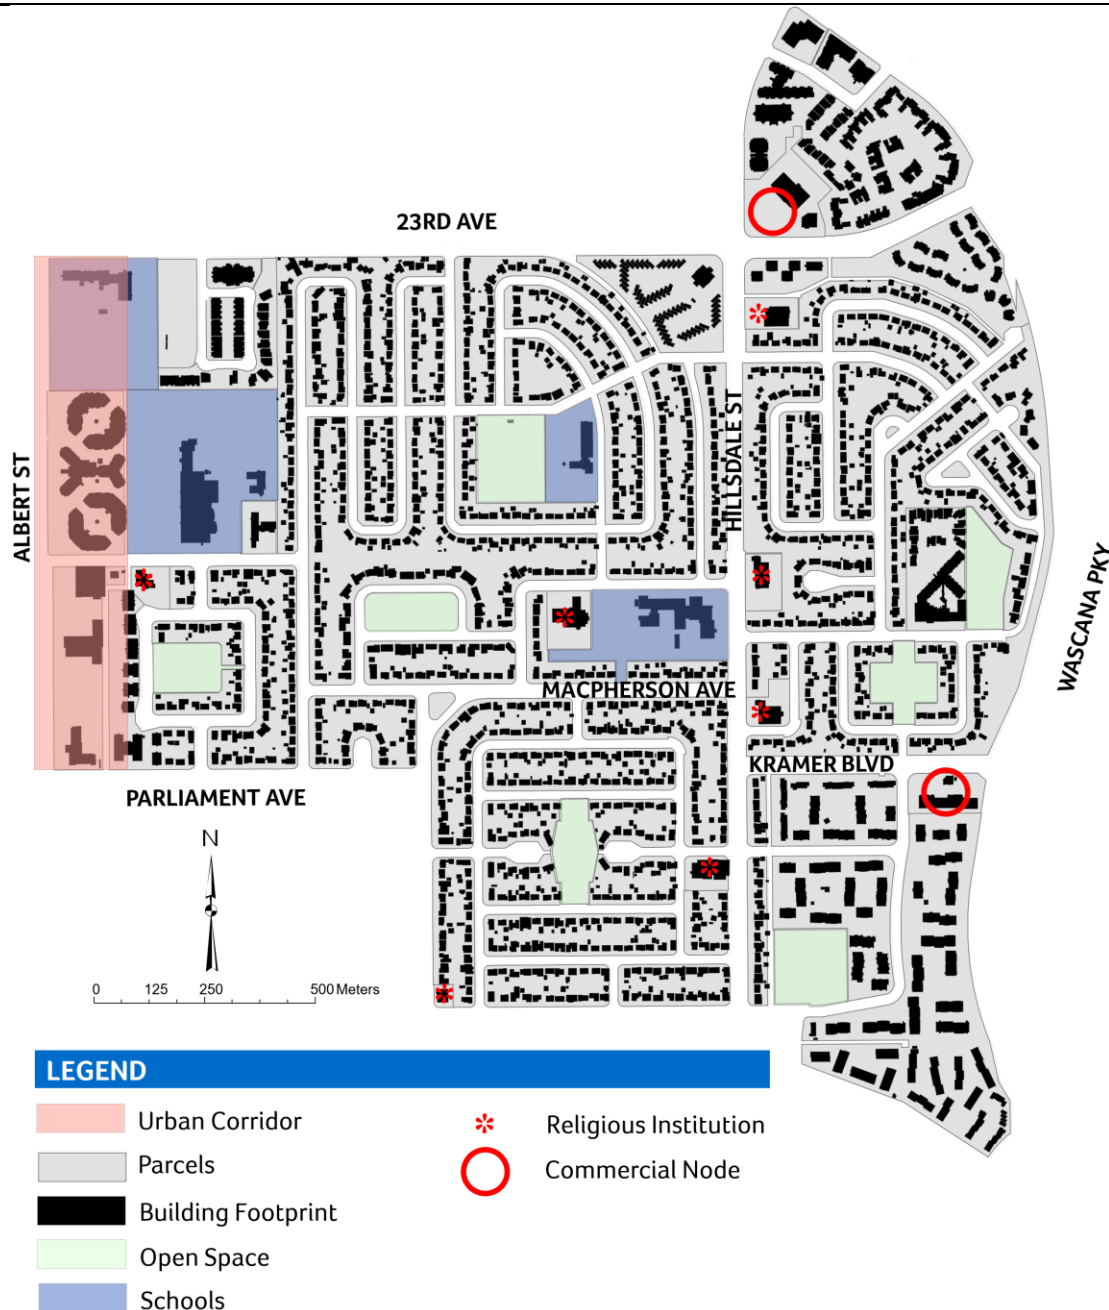 23RD AVE
ALBERT ST
HILLSDALE ST
WASCANA PKY
MACPHERSON AVE
KRAMER BLVD
PARLIAMENT AVE
N
0 125 250 500 Meters
LEGEND
Urban Corridor
Religious Institution
Parcels
Commercial Node
Building Footprint
Open Space
Schools